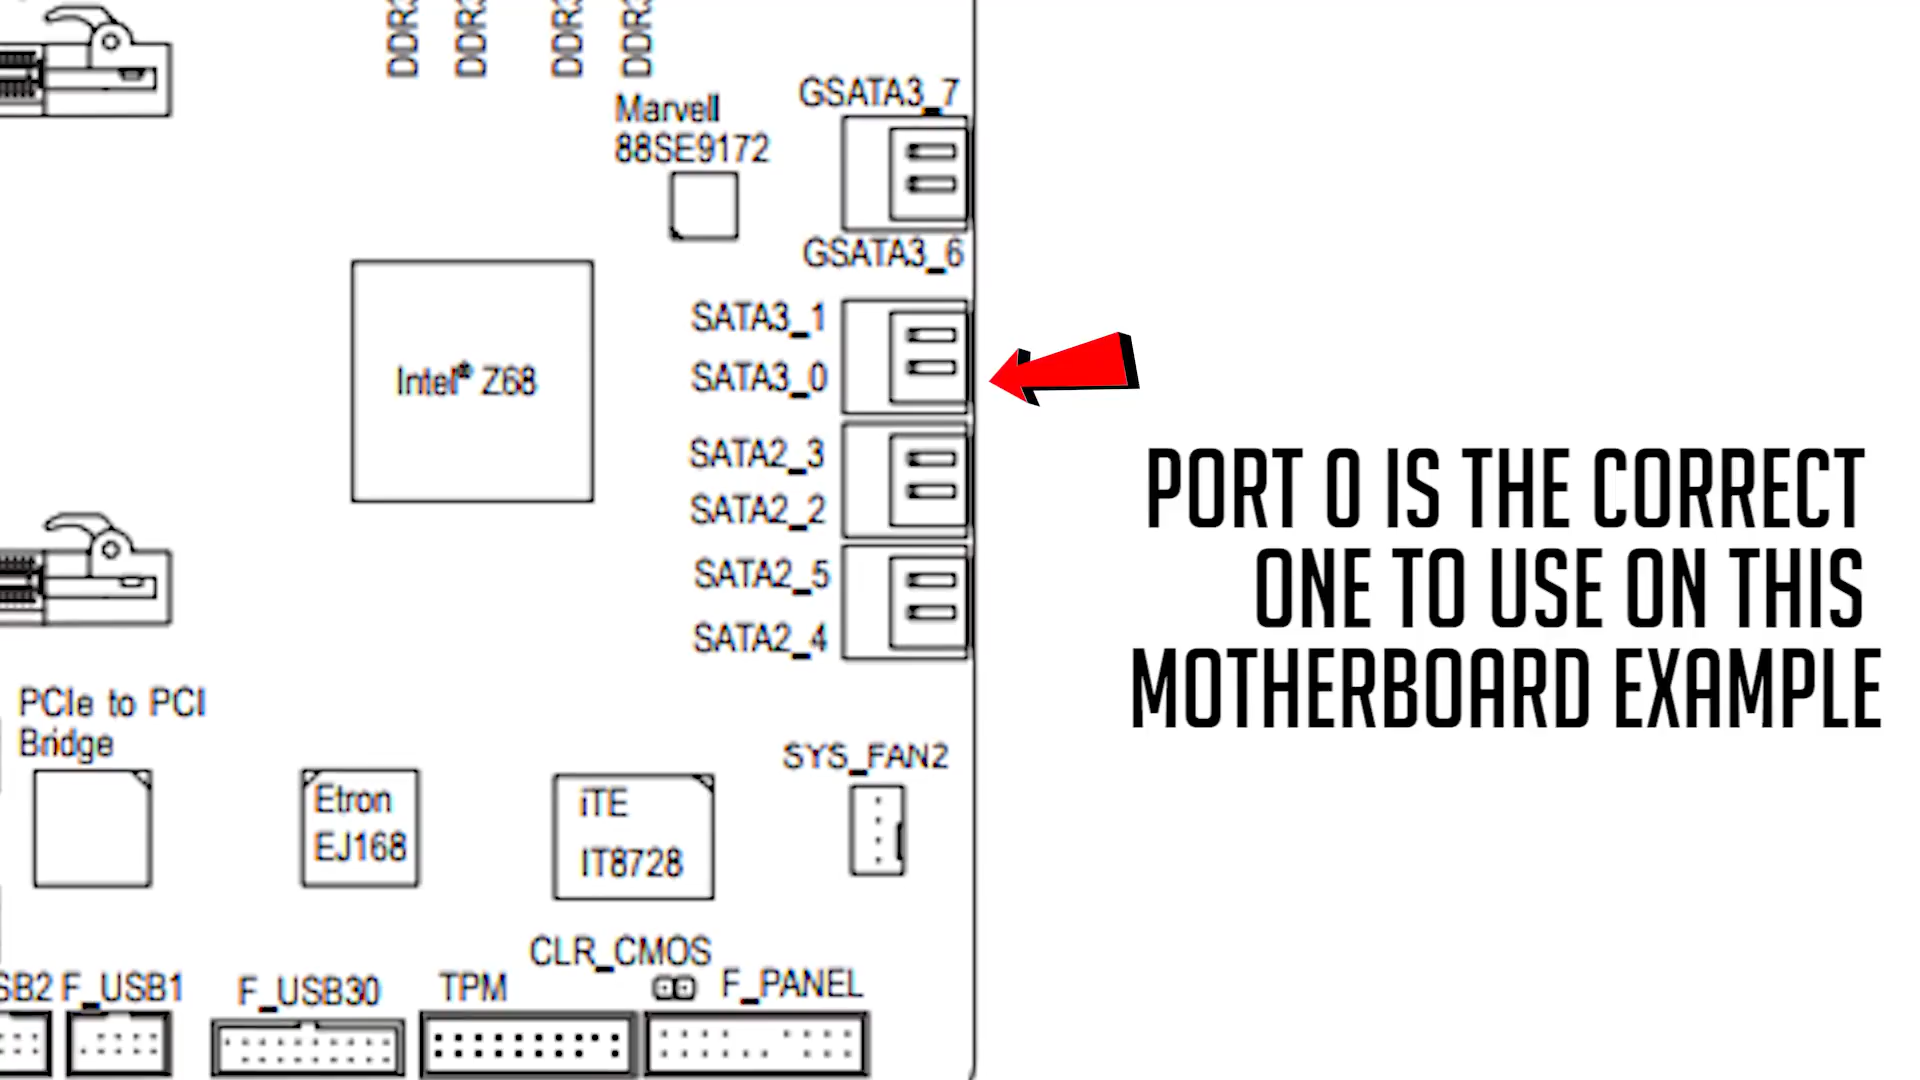 DDR3
DDR3
DDR3
DDR3
GSATA3_7
Marvell
88SE9172
GSATA3_6
SATA3_1
Intel® Z68
SATA3_0
SATA2_3
SATA2_2
SATA2_5
SATA2_4
PORT 0 IS THE CORRECT
ONE TO USE ON THIS
MOTHERBOARD EXAMPLE
PCIe to PCI
Bridge
SYS_FAN2
Etron
EJ168
iTE
IT8728
CLR_CMOS
SB2
F_USB1
F_USB30
TPM
F_PANEL